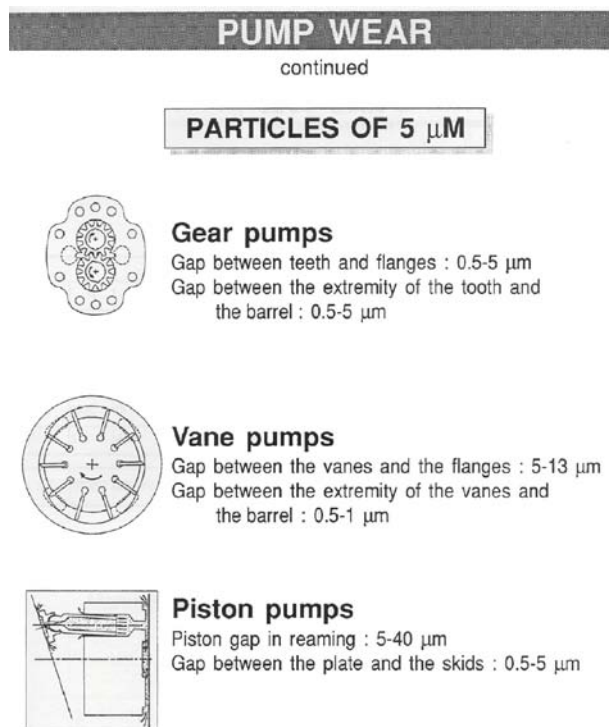 PUMP WEAR
continued
PARTICLES OF 5 μM
Gear pumps
Gap between teeth and flanges : 0.5-5 μm
Gap between the extremity of the tooth and
the barrel : 0.5-5 μm
Vane pumps
Gap between the vanes and the flanges : 5-13 μm
Gap between the extremity of the vanes and
the barrel : 0.5-1 μm
Piston pumps
Piston gap in reaming : 5-40 μm
Gap between the plate and the skids : 0.5-5 μm